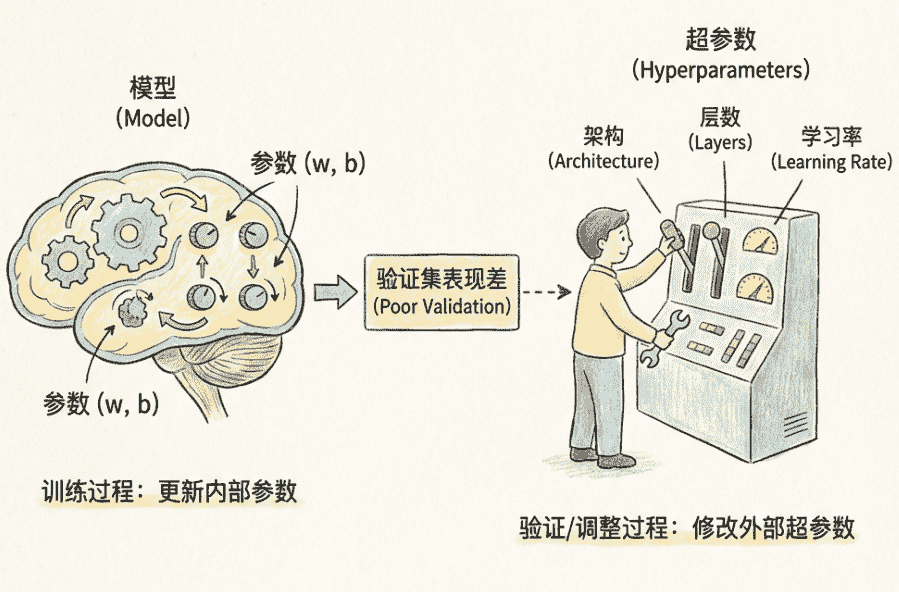 模型
(Model)
参数 (w, b)
参数 (w, b)
训练过程：更新内部参数
验证集表现差
(Poor Validation)
超参数
(Hyperparameters)
架构
(Architecture)
层数
(Layers)
学习率
(Learning Rate)
验证/调整过程：修改外部超参数